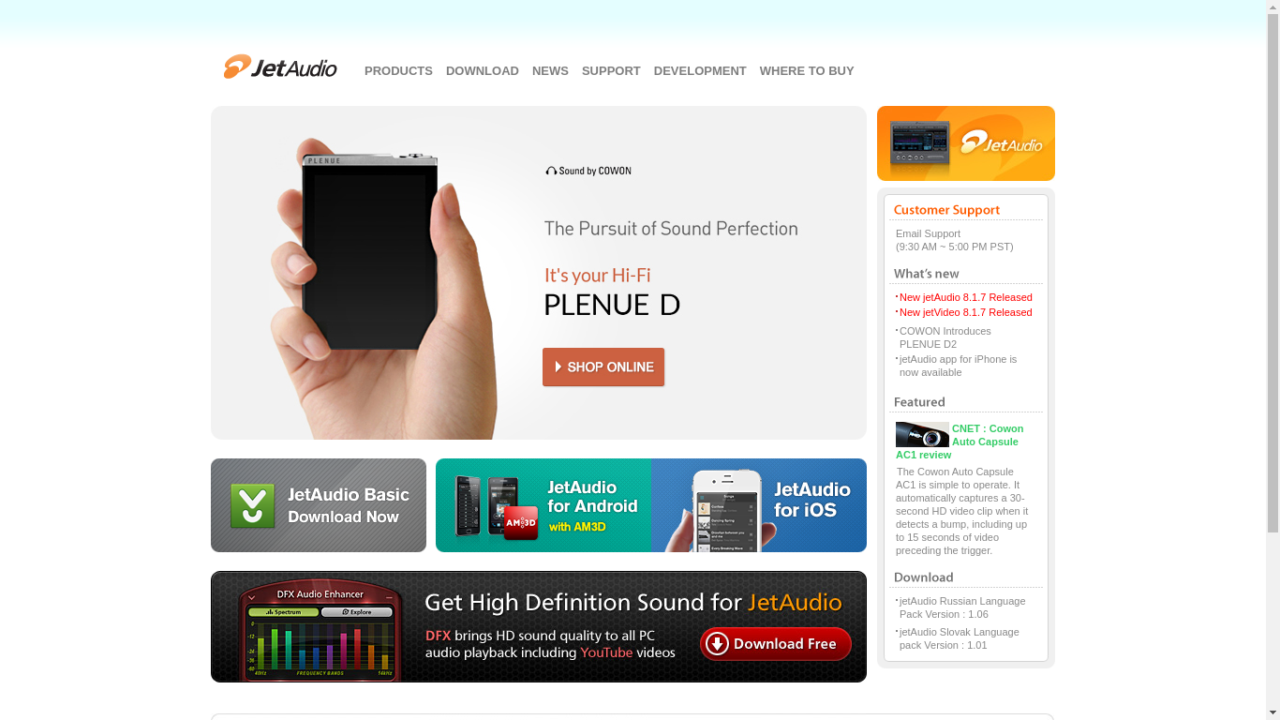 JetAudio
PRODUCTS DOWNLOAD NEWS SUPPORT DEVELOPMENT WHERE TO BUY
PLENUE
Sound by COWON
The Pursuit of Sound Perfection
It's your Hi-Fi
PLENUE D
SHOP ONLINE
JetAudio
Customer Support
Email Support
(9:30 AM ~ 5:00 PM PST)
What's new
New jetAudio 8.1.7 Released
New jetVideo 8.1.7 Released
COWON Introduces
PLENUE D2
jetAudio app for iPhone is
now available
Featured
CNET : Cowon
Auto Capsule
AC1 review
The Cowon Auto Capsule
AC1 is simple to operate. It
automatically captures a 30-
second HD video clip when it
detects a bump, including up
to 15 seconds of video
preceding the trigger.
Download
jetAudio Russian Language
Pack Version : 1.06
jetAudio Slovak Language
pack Version : 1.01
JetAudio Basic
Download Now
AM3D
JetAudio
for Android
with AM3D
JetAudio
for iOS
DFX Audio Enhancer
Spectrum Explore
FREQUENCY BANDS
Get High Definition Sound for JetAudio
DFX brings HD sound quality to all PC
audio playback including YouTube videos
Download Free